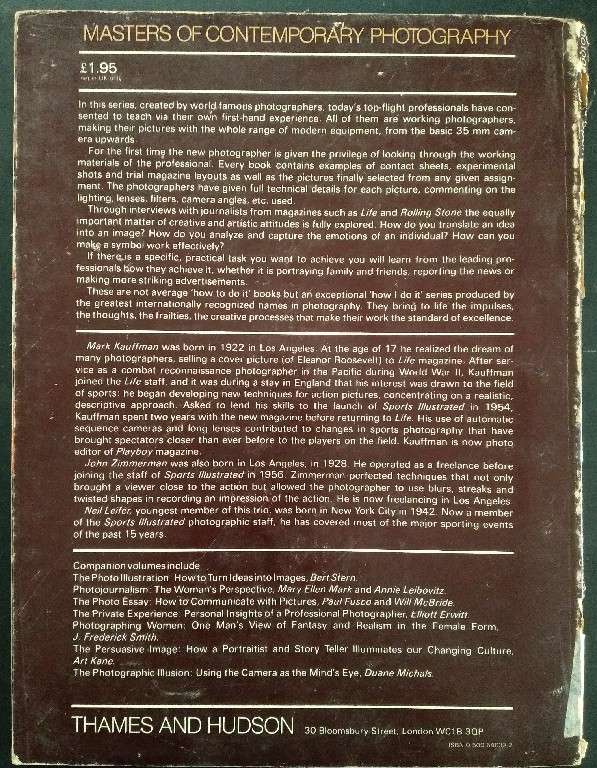 MASTERS OF CONTEMPORARY PHOTOGRAPHY
£1.95
net in UK only
In this series, created by world famous photographers, today's top-flight professionals have con-
sented to teach via their own first-hand experience. All of them are working photographers,
making their pictures with the whole range of modern equipment, from the basic 35 mm cam-
era upwards.
For the first time the new photographer is given the privilege of looking through the working
materials of the professional. Every book contains examples of contact sheets, experimental
shots and trial magazine layouts as well as the pictures finally selected from any given assign-
ment. The photographers have given full technical details for each picture, commenting on the
lighting, lenses, filters, camera angles, etc. used.
Through interviews with journalists from magazines such as Life and Rolling Stone the equally
important matter of creative and artistic attitudes is fully explored. How do you translate an idea
into an image? How do you analyze and capture the emotions of an individual? How can you
make a symbol work effectively?
If there is a specific, practical task you want to achieve you will learn from the leading pro-
fessionals how they achieve it, whether it is portraying family and friends, reporting the news or
making more striking advertisements.
These are not average 'how to do it' books but an exceptional 'how I do it' series produced by
the greatest internationally recognized names in photography. They bring to life the impulses,
the thoughts, the frailties, the creative processes that make their work the standard of excellence.
Mark Kauffman was born in 1922 in Los Angeles. At the age of 17 he realized the dream of
many photographers, selling a cover picture (of Eleanor Roosevelt) to Life magazine. After ser-
vice as a combat reconnaissance photographer in the Pacific during World War II, Kauffman
joined the Life staff, and it was during a stay in England that his interest was drawn to the field
of sports: he began developing new techniques for action pictures, concentrating on a realistic,
descriptive approach. Asked to lend his skills to the launch of Sports Illustrated in 1954,
Kauffman spent two years with the new magazine before returning to Life. His use of automatic
sequence cameras and long lenses contributed to changes in sports photography that have
brought spectators closer than ever before to the players on the field. Kauffman is now photo
editor of Playboy magazine.
John Zimmerman was also born in Los Angeles, in 1928. He operated as a freelance before
joining the staff of Sports Illustrated in 1956. Zimmerman perfected techniques that not only
brought a viewer close to the action but allowed the photographer to use blurs, streaks and
twisted shapes in recording an impression of the action. He is now freelancing in Los Angeles.
Neil Leifer, youngest member of this trio, was born in New York City in 1942. Now a member
of the Sports Illustrated photographic staff, he has covered most of the major sporting events
of the past 15 years.
Companion volumes include
The Photo Illustration: How to Turn Ideas into Images, Bert Stern.
Photojournalism: The Woman's Perspective, Mary Ellen Mark and Annie Leibovitz.
The Photo Essay: How to Communicate with Pictures, Paul Fusco and Will McBride.
The Private Experience: Personal Insights of a Professional Photographer, Elliott Erwitt.
Photographing Women: One Man's View of Fantasy and Realism in the Female Form,
J. Frederick Smith.
The Persuasive Image: How a Portraitist and Story Teller Illuminates our Changing Culture,
Art Kane.
The Photographic Illusion: Using the Camera as the Mind's Eye, Duane Michals.
THAMES AND HUDSON 30 Bloomsbury Street, London WC1B 3QP
ISBN 0 500